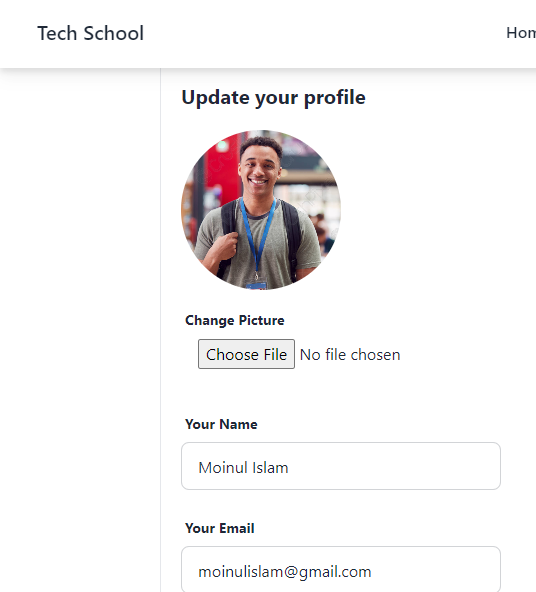 Tech School
Hom
Update your profile
Change Picture
Choose File No file chosen
Your Name
Moinul Islam
Your Email
moinulislam@gmail.com